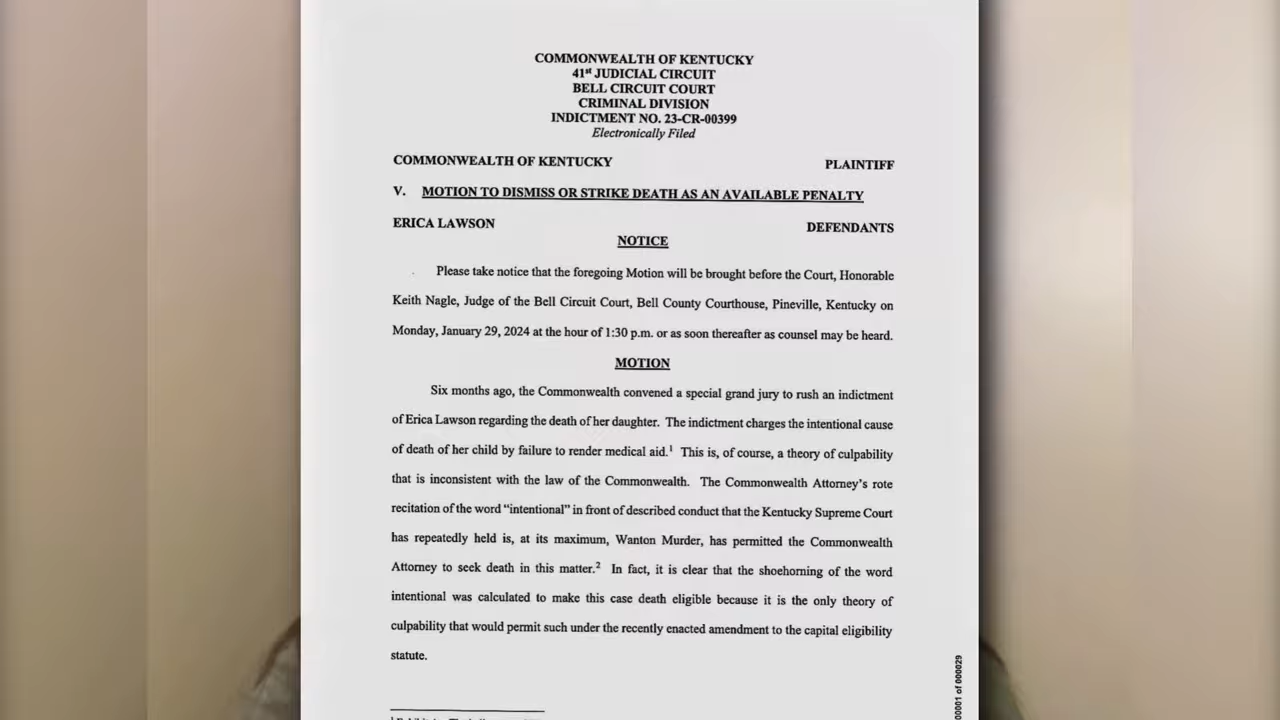 COMMONWEALTH OF KENTUCKY
41st JUDICIAL CIRCUIT
BELL CIRCUIT COURT
CRIMINAL DIVISION
INDICTMENT NO. 23-CR-00399
Electronically Filed
COMMONWEALTH OF KENTUCKY PLAINTIFF
V. MOTION TO DISMISS OR STRIKE DEATH AS AN AVAILABLE PENALTY
ERICA LAWSON DEFENDANTS
NOTICE
Please take notice that the foregoing Motion will be brought before the Court, Honorable
Keith Nagle, Judge of the Bell Circuit Court, Bell County Courthouse, Pineville, Kentucky on
Monday, January 29, 2024 at the hour of 1:30 p.m. or as soon thereafter as counsel may be heard.
MOTION
Six months ago, the Commonwealth convened a special grand jury to rush an indictment
of Erica Lawson regarding the death of her daughter. The indictment charges the intentional cause
of death of her child by failure to render medical aid.1 This is, of course, a theory of culpability
that is inconsistent with the law of the Commonwealth. The Commonwealth Attorney's rote
recitation of the word "intentional" in front of described conduct that the Kentucky Supreme Court
has repeatedly held is, at its maximum, Wanton Murder, has permitted the Commonwealth
Attorney to seek death in this matter.2 In fact, it is clear that the shoehorning of the word
intentional was calculated to make this case death eligible because it is the only theory of
culpability that would permit such under the recently enacted amendment to the capital eligibility
statute.
00001 of 000029